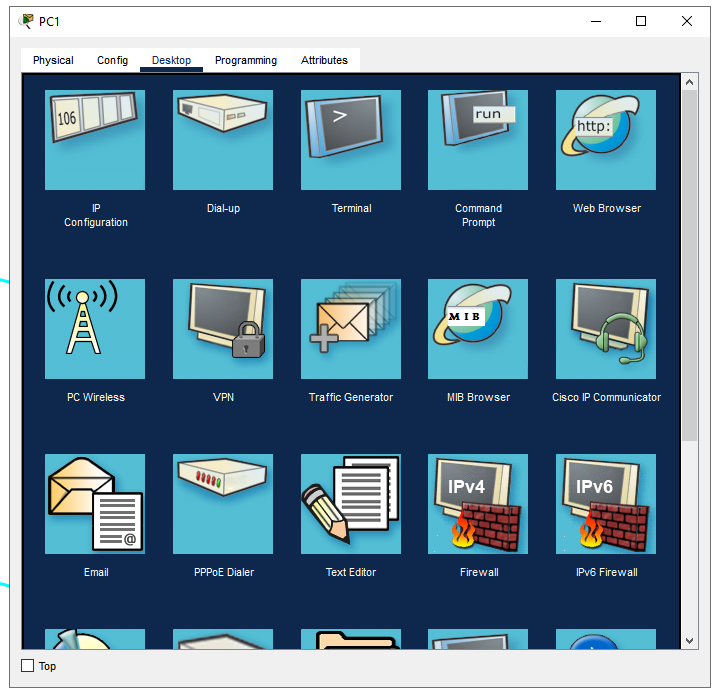 PC1
Physical Config Desktop Programming Attributes
106
>
run
http:
IP
Configuration
Dial-up
Terminal
Command
Prompt
Web Browser
MIB
PC Wireless
VPN
Traffic Generator
MIB Browser
Cisco IP Communicator
@
IPv4
IPv6
Email
PPPoE Dialer
Text Editor
Firewall
IPv6 Firewall
Top